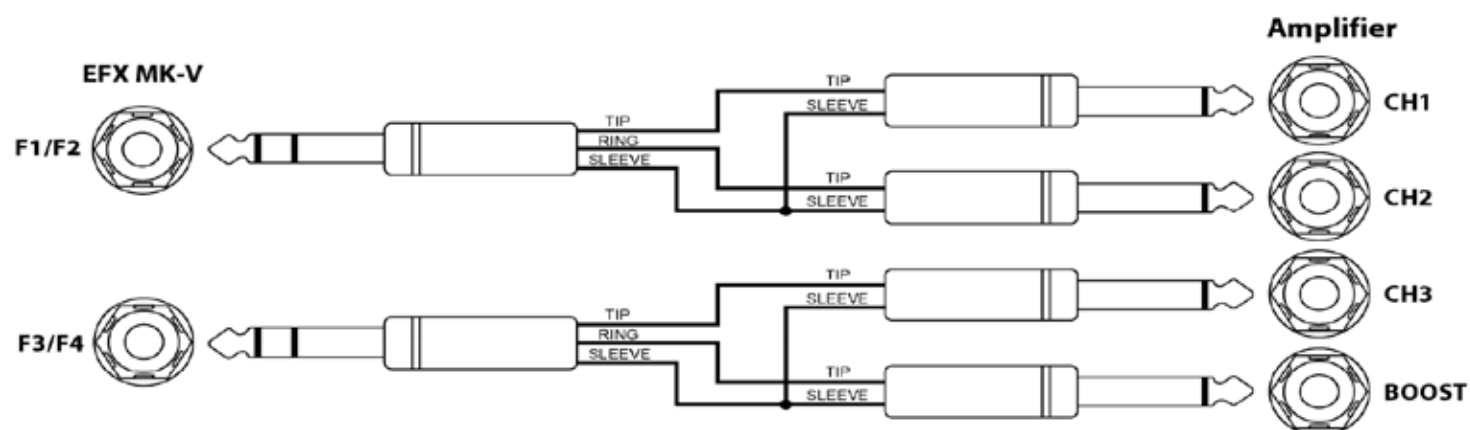 Amplifier
EFX MK-V
TIP
SLEEVE
CH1
F1/F2
TIP
RING
SLEEVE
TIP
SLEEVE
CH2
TIP
SLEEVE
CH3
F3/F4
TIP
RING
SLEEVE
TIP
SLEEVE
BOOST